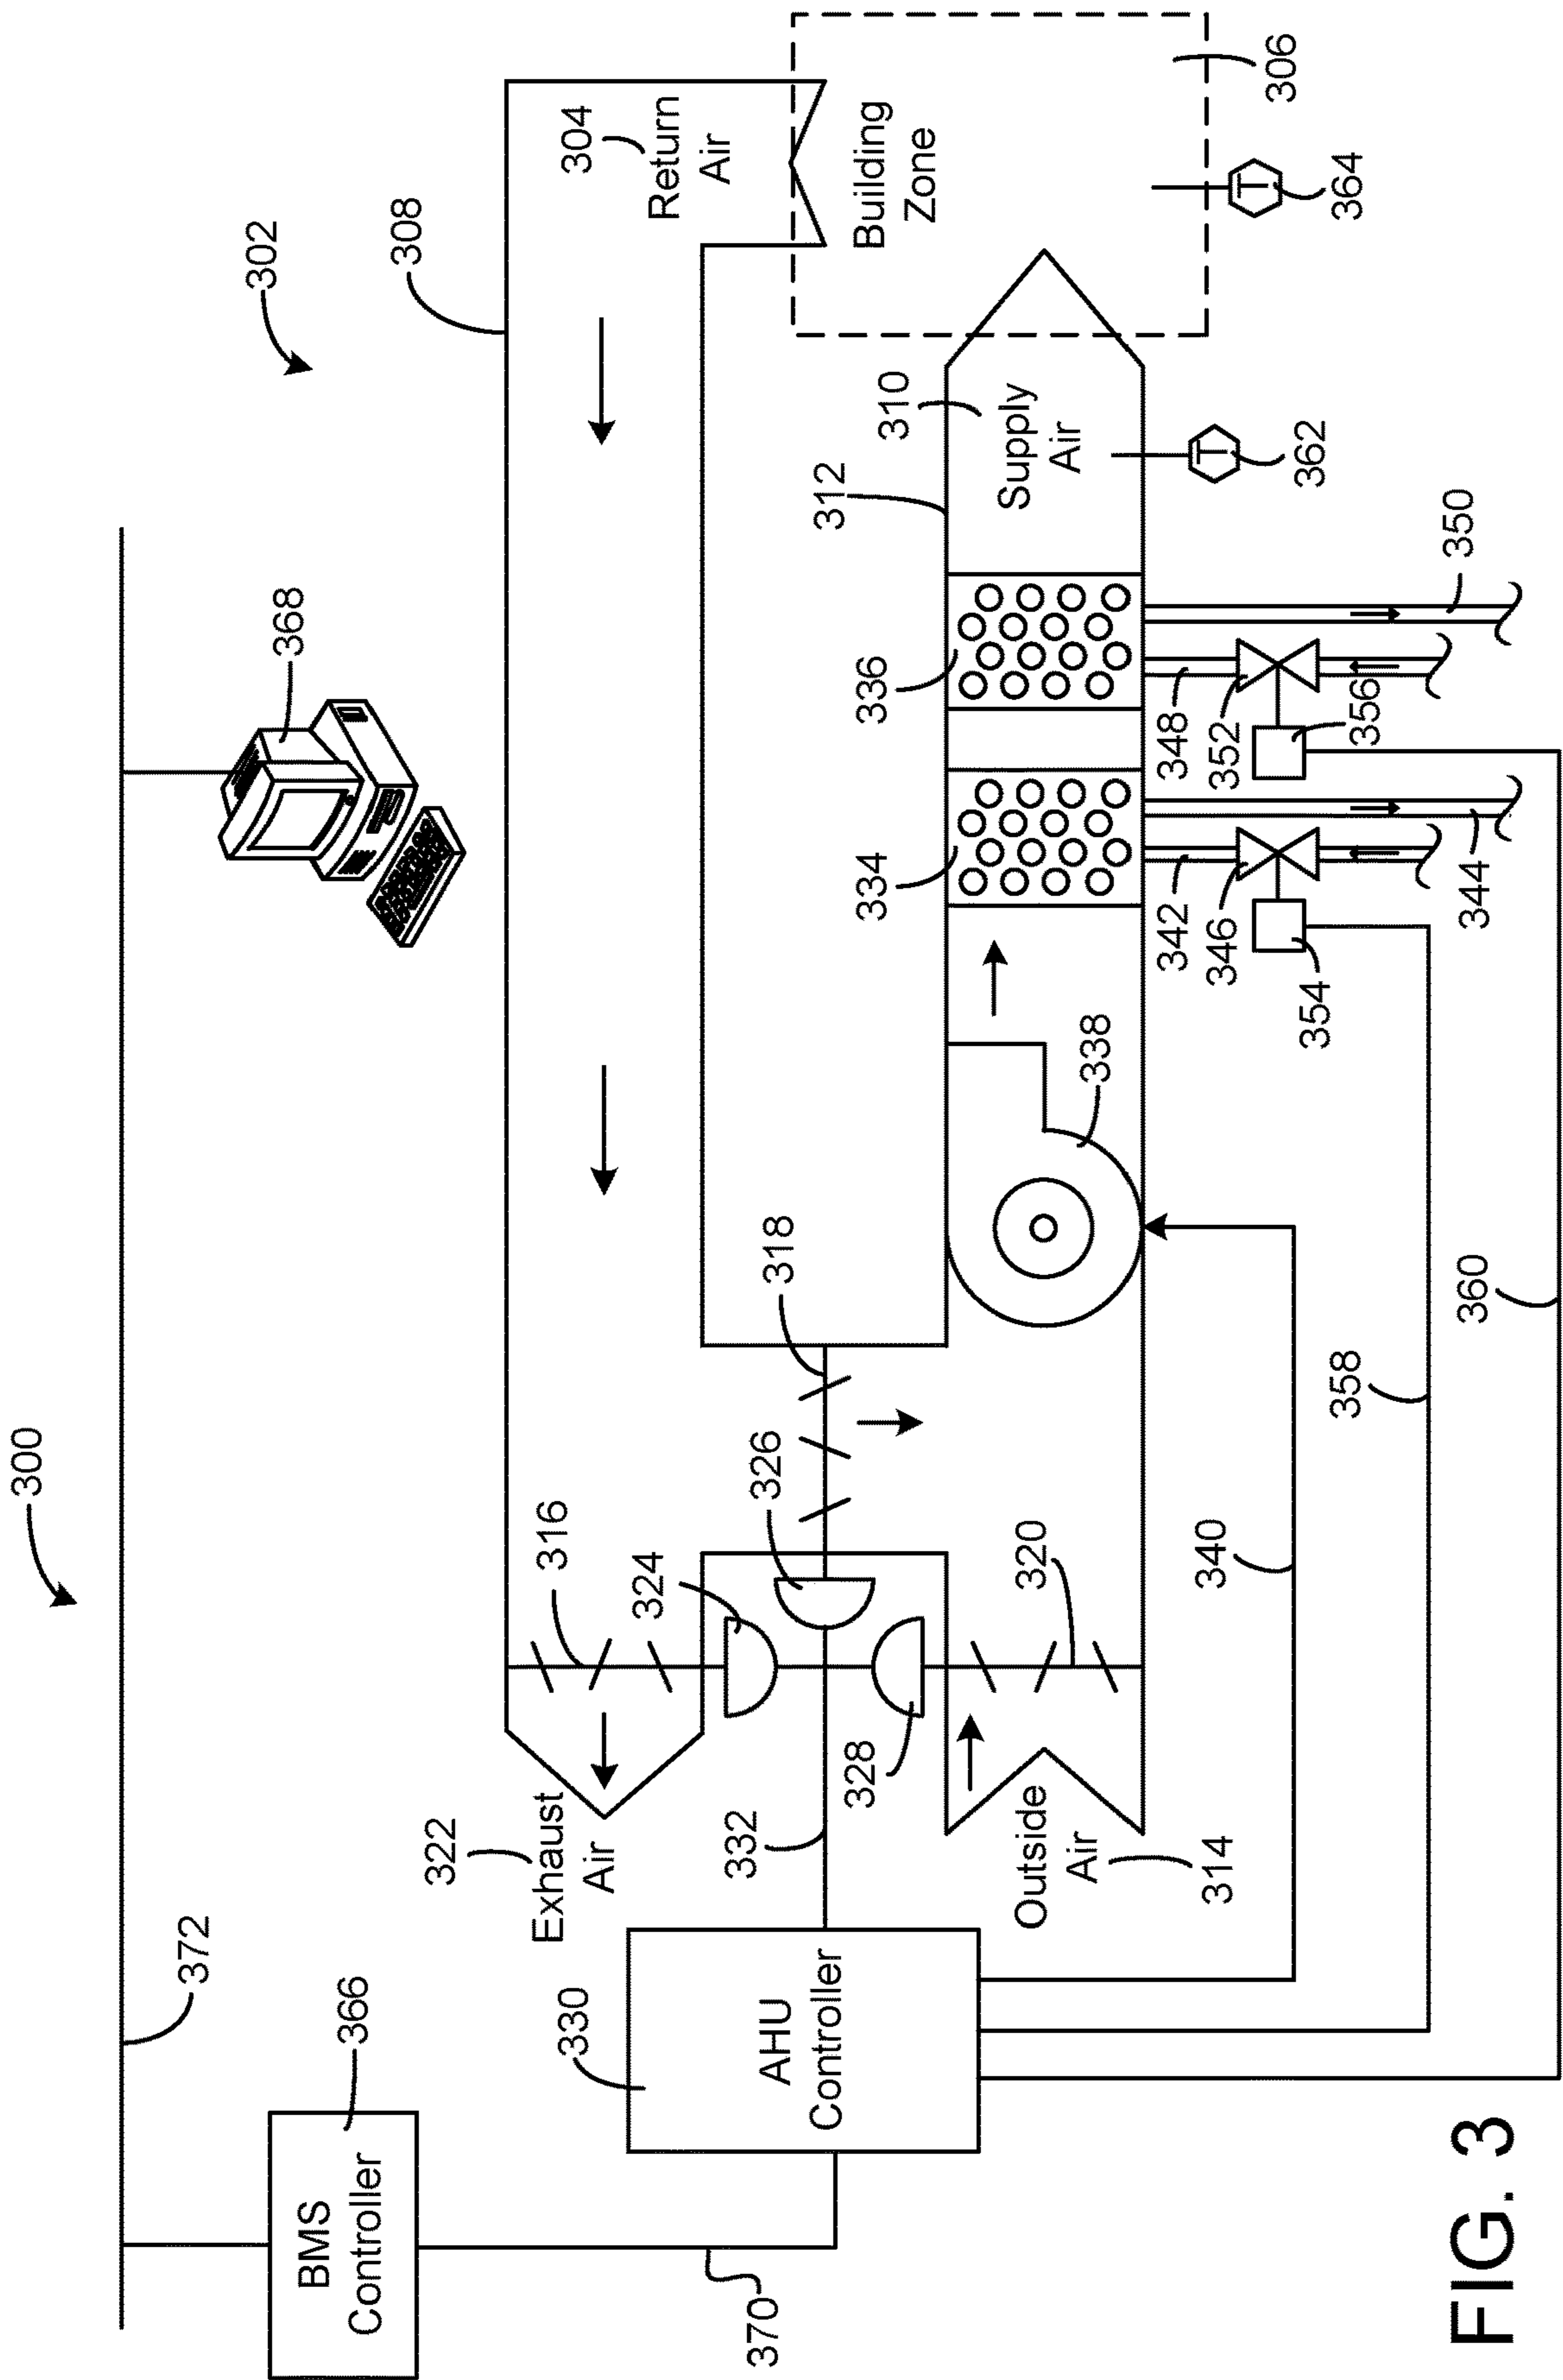 300
372
302
368
366
BMS
Controller
370
308
304
Return
Air
322
Exhaust
Air
316
324
326
318
332
328
330
AHU
Controller
Outside
Air
314
320
338
334
336
312
310
Supply
Air
Building
Zone
306
342
346
354
344
348
352
356
350
T
362
T
364
340
358
360
FIG. 3